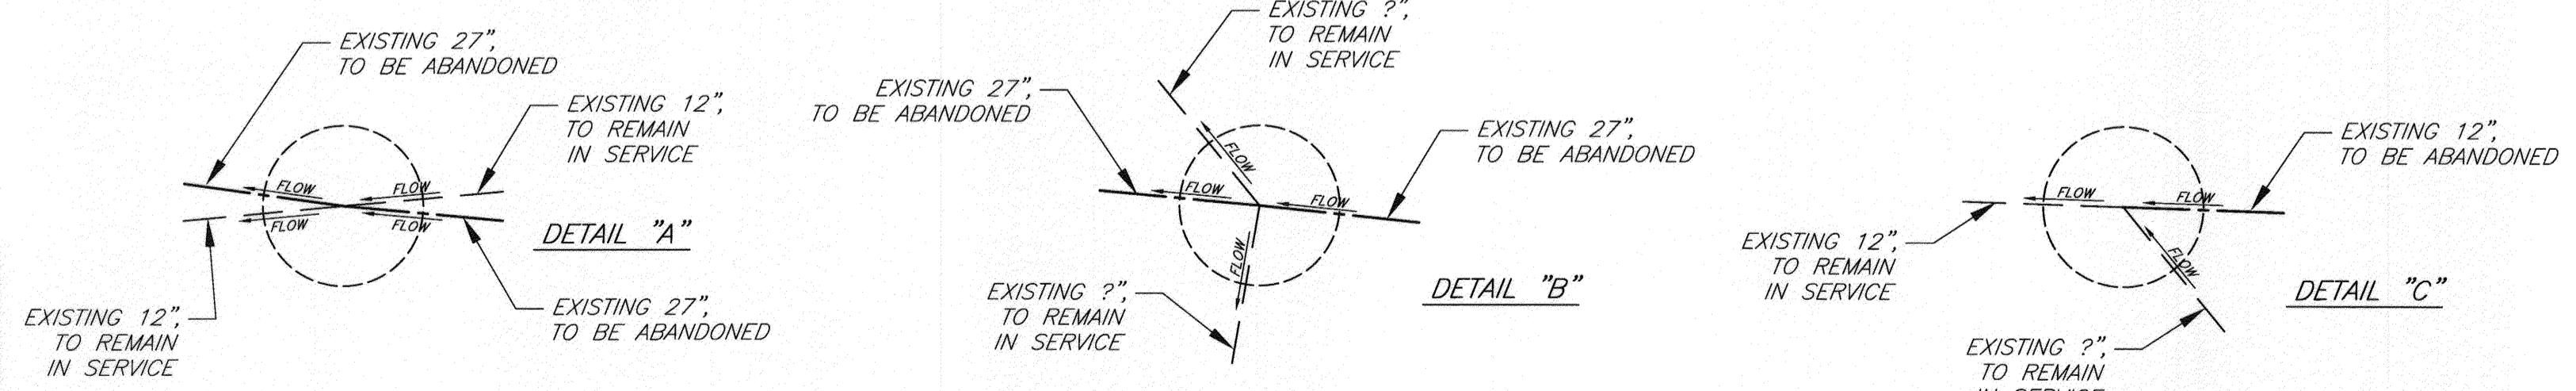 EXISTING 27",
TO BE ABANDONED
EXISTING 12",
TO REMAIN
IN SERVICE
FLOW
FLOW
FLOW
FLOW
DETAIL "A"
EXISTING 12",
TO REMAIN
IN SERVICE
EXISTING 27",
TO BE ABANDONED
EXISTING ?",
TO REMAIN
IN SERVICE
EXISTING 27",
TO BE ABANDONED
EXISTING 27",
TO BE ABANDONED
FLOW
FLOW
FLOW
FLOW
EXISTING ?",
TO REMAIN
IN SERVICE
DETAIL "B"
EXISTING 12",
TO BE ABANDONED
FLOW
FLOW
FLOW
EXISTING 12",
TO REMAIN
IN SERVICE
DETAIL "C"
EXISTING ?",
TO REMAIN
IN SERVICE